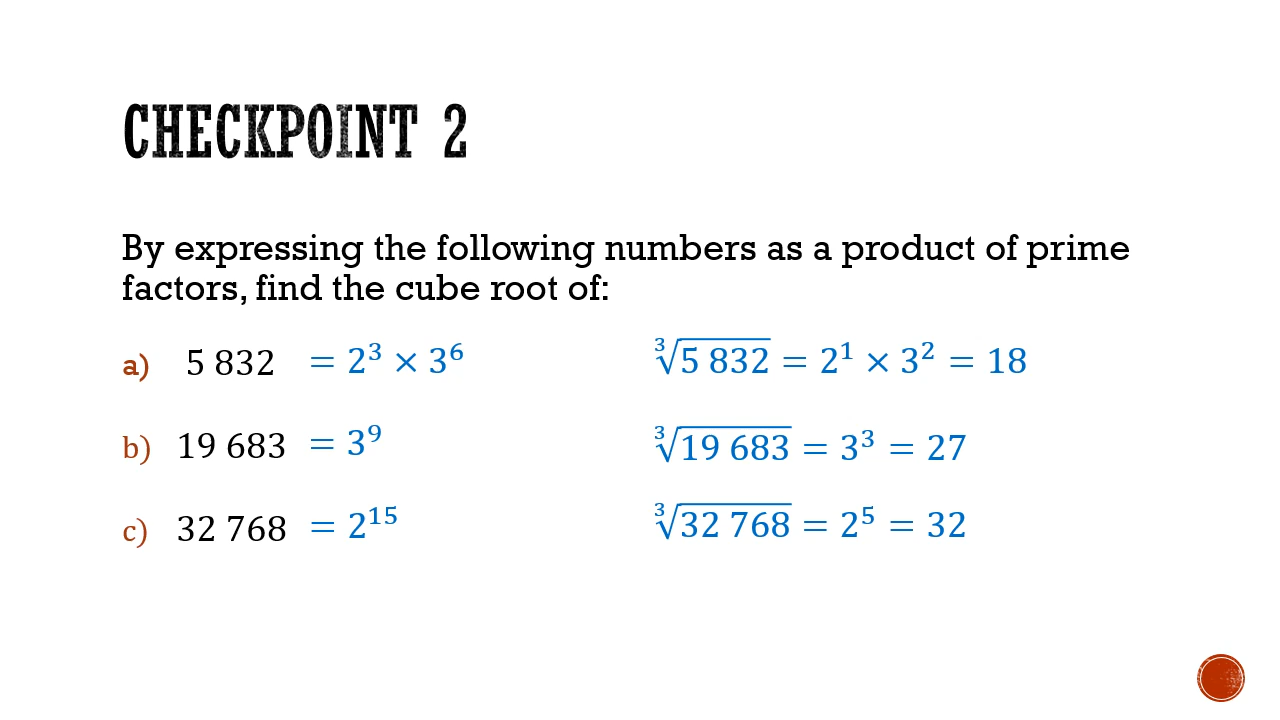 CHECKPOINT 2
By expressing the following numbers as a product of prime
factors, find the cube root of:
a) 5 832 = 2³ × 3⁶ ∛5 832 = 2¹ × 3² = 18
b) 19 683 = 3⁹ ∛19 683 = 3³ = 27
c) 32 768 = 2¹⁵ ∛32 768 = 2⁵ = 32